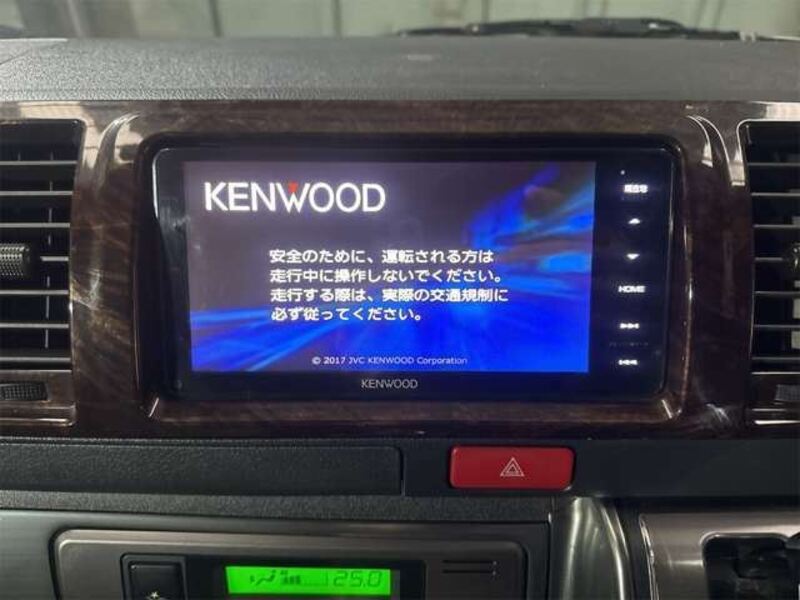 KENWOOD
安全のために、運転される方は
走行中に操作しないでください。
走行する際は、実際の交通規制に
必ず従ってください。
© 2017 JVC KENWOOD Corporation
現在地
HOME
KENWOOD
25.0